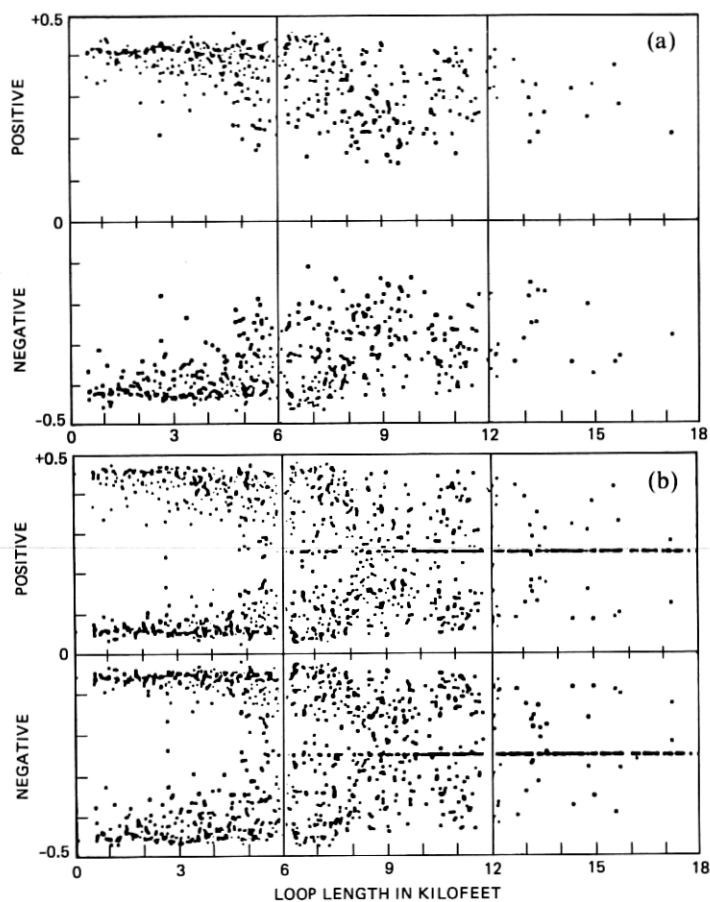 +0.5
(a)
POSITIVE
0
NEGATIVE
-0.5
0 3 6 9 12 15 18
+0.5
(b)
POSITIVE
0
NEGATIVE
-0.5
0 3 6 9 12 15 18
LOOP LENGTH IN KILOFEET